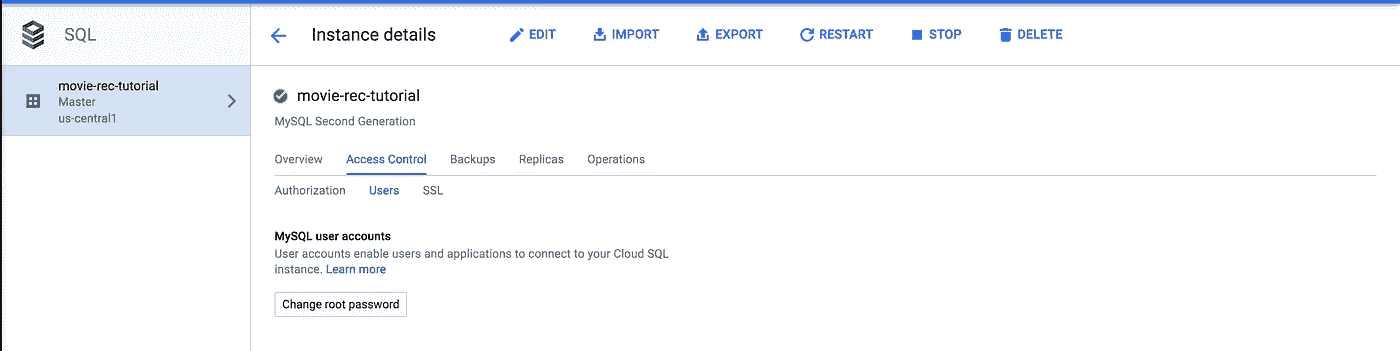 SQL
Instance details
EDIT IMPORT EXPORT RESTART STOP DELETE
movie-rec-tutorial
Master
us-central1
movie-rec-tutorial
MySQL Second Generation
Overview Access Control Backups Replicas Operations
Authorization Users SSL
MySQL user accounts
User accounts enable users and applications to connect to your Cloud SQL
instance. Learn more
Change root password